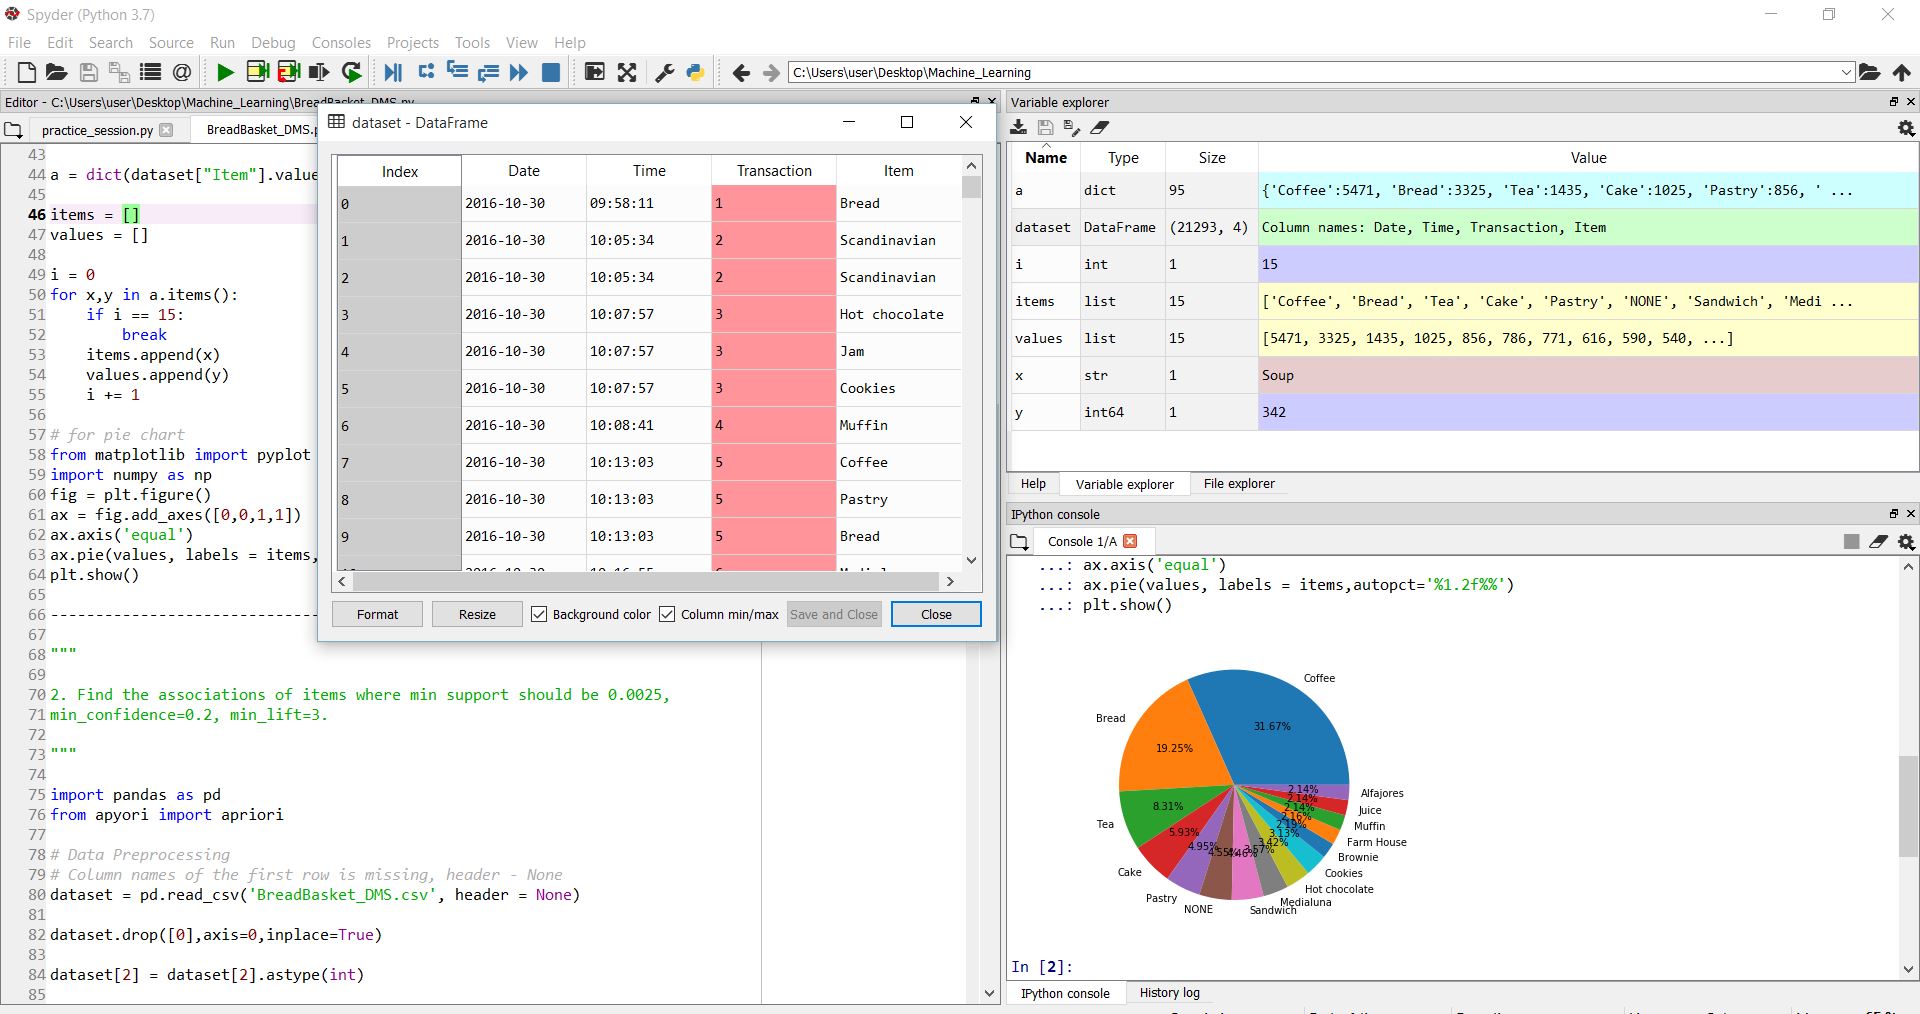 Spyder (Python 3.7)
File Edit Search Source Run Debug Consoles Projects Tools View Help
C:\Users\user\Desktop\Machine_Learning
Editor - C:\Users\user\Desktop\Machine_Learning\BreadBasket_DMS.py
practice_session.py BreadBasket_DMS.p
43
44 a = dict(dataset["Item"].value
45
46 items = []
47 values = []
48
49 i = 0
50 for x,y in a.items():
51 if i == 15:
52 break
53 items.append(x)
54 values.append(y)
55 i += 1
56
57 # for pie chart
58 from matplotlib import pyplot
59 import numpy as np
60 fig = plt.figure()
61 ax = fig.add_axes([0,0,1,1])
62 ax.axis('equal')
63 ax.pie(values, labels = items,
64 plt.show()
65
66 ------------------------------
67
68 """
69
70 2. Find the associations of items where min support should be 0.0025,
71 min_confidence=0.2, min_lift=3.
72
73 """
74
75 import pandas as pd
76 from apyori import apriori
77
78 # Data Preprocessing
79 # Column names of the first row is missing, header - None
80 dataset = pd.read_csv('BreadBasket_DMS.csv', header = None)
81
82 dataset.drop([0],axis=0,inplace=True)
83
84 dataset[2] = dataset[2].astype(int)
85
dataset - DataFrame
Index Date Time Transaction Item
0 2016-10-30 09:58:11 1 Bread
1 2016-10-30 10:05:34 2 Scandinavian
2 2016-10-30 10:05:34 2 Scandinavian
3 2016-10-30 10:07:57 3 Hot chocolate
4 2016-10-30 10:07:57 3 Jam
5 2016-10-30 10:07:57 3 Cookies
6 2016-10-30 10:08:41 4 Muffin
7 2016-10-30 10:13:03 5 Coffee
8 2016-10-30 10:13:03 5 Pastry
9 2016-10-30 10:13:03 5 Bread
Format Resize Background color Column min/max Save and Close Close
Variable explorer
Name Type Size Value
a dict 95 {'Coffee':5471, 'Bread':3325, 'Tea':1435, 'Cake':1025, 'Pastry':856, ' ...
dataset DataFrame (21293, 4) Column names: Date, Time, Transaction, Item
i int 1 15
items list 15 ['Coffee', 'Bread', 'Tea', 'Cake', 'Pastry', 'NONE', 'Sandwich', 'Medi ...
values list 15 [5471, 3325, 1435, 1025, 856, 786, 771, 616, 590, 540, ...]
x str 1 Soup
y int64 1 342
Help Variable explorer File explorer
IPython console
Console 1/A
...: ax.axis('equal')
...: ax.pie(values, labels = items,autopct='%1.2f%%')
...: plt.show()
Coffee
31.67%
Bread
19.25%
Tea
8.31%
Cake
5.93%
Pastry
4.95%
NONE
4.55%
Sandwich
4.46%
Medialuna
3.57%
Hot chocolate
3.42%
Cookies
3.13%
Brownie
2.19%
Farm House
2.16%
Muffin
2.14%
Juice
2.14%
Alfajores
2.14%
In [2]:
IPython console History log